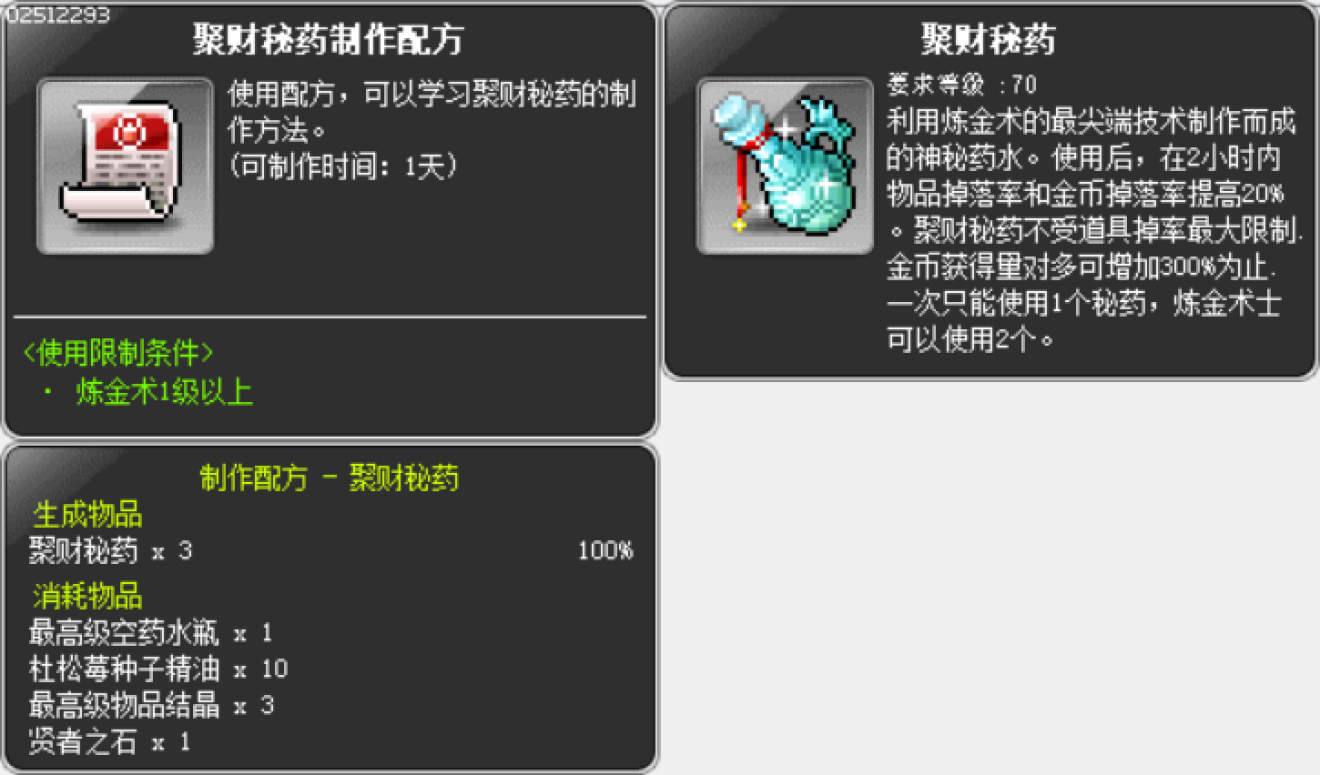 02512293
聚财秘药制作配方
使用配方，可以学习聚财秘药的制
作方法。
(可制作时间：1天)
<使用限制条件>
· 炼金术1级以上
制作配方 - 聚财秘药
生成物品
聚财秘药 x 3 100%
消耗物品
最高级空药水瓶 x 1
杜松莓种子精油 x 10
最高级物品结晶 x 3
贤者之石 x 1
聚财秘药
要求等级 :70
利用炼金术的最尖端技术制作而成
的神秘药水。使用后，在2小时内
物品掉落率和金币掉落率提高20%
。聚财秘药不受道具掉率最大限制.
金币获得量对多可增加300%为止.
一次只能使用1个秘药，炼金术士
可以使用2个。